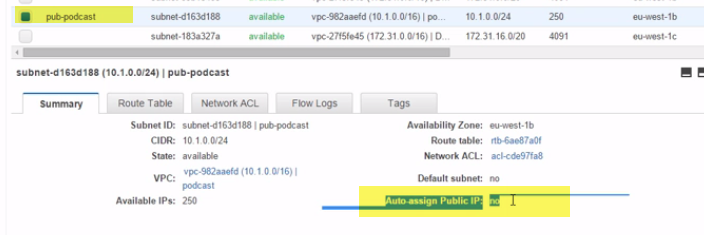 pub-podcast subnet-d163d188 available vpc-982aaefd (10.1.0.0/16) | po... 10.1.0.0/24 250 eu-west-1b
subnet-183a327a available vpc-27f5fe45 (172.31.0.0/16) | D... 172.31.16.0/20 4091 eu-west-1c
subnet-d163d188 (10.1.0.0/24) | pub-podcast
Summary Route Table Network ACL Flow Logs Tags
Subnet ID: subnet-d163d188 | pub-podcast Availability Zone: eu-west-1b
CIDR: 10.1.0.0/24 Route table: rtb-6ae87a0f
State: available Network ACL: acl-cde97fa8
VPC: vpc-982aaefd (10.1.0.0/16) | podcast Default subnet: no
Available IPs: 250 Auto-assign Public IP: no